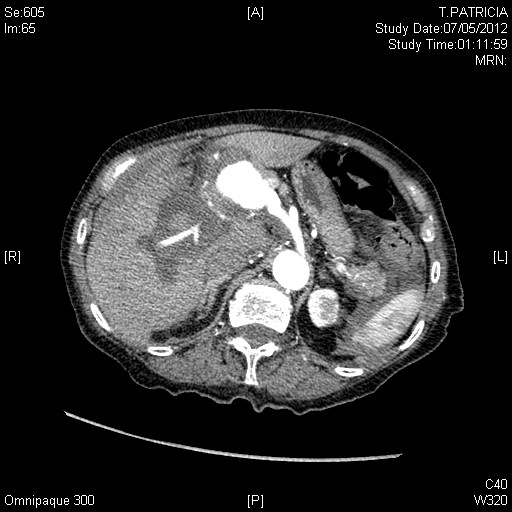 Se:605
Im:65
[A]
T.PATRICIA
Study Date:07/05/2012
Study Time:01:11:59
MRN:
[R]
[L]
Omnipaque 300
[P]
C40
W320